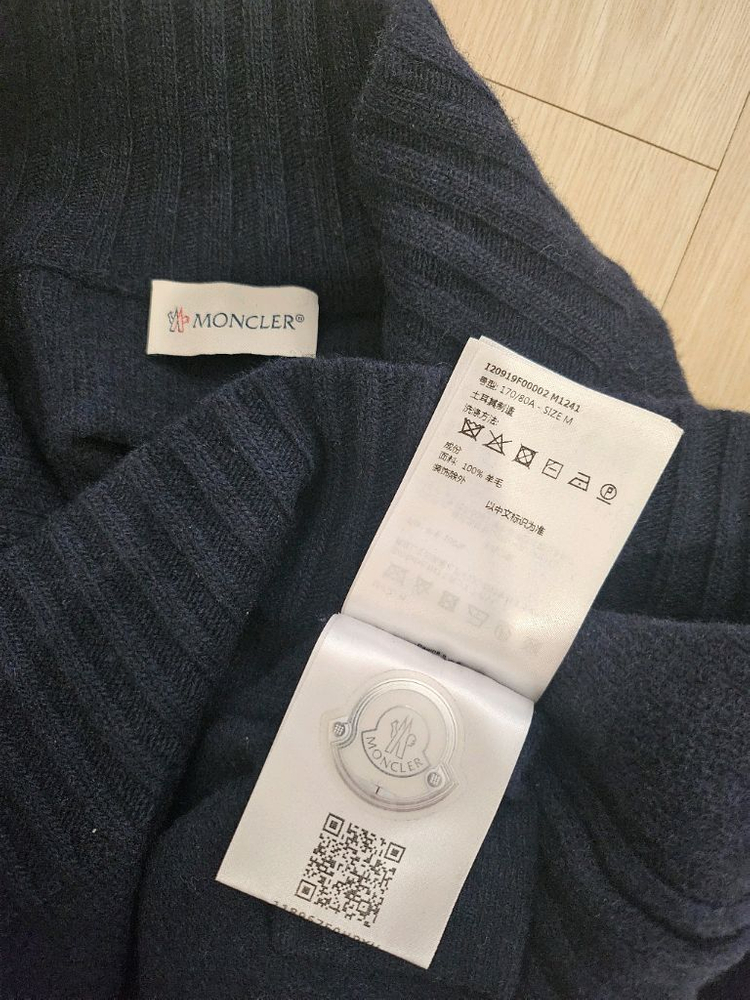 MONCLER®
I20919F00002 M1241
号型: 170/80A - SIZE M
土耳其制造
洗涤方法:
P
成份
面料: 100% 羊毛
装饰除外
以中文标识为准
MONCLER
T